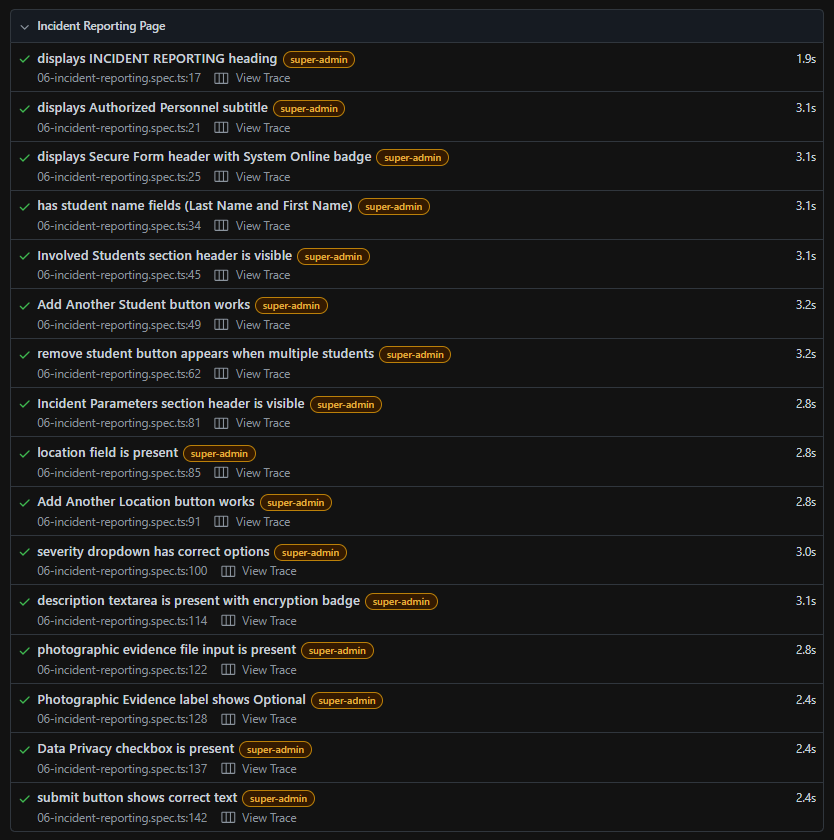 Incident Reporting Page
displays INCIDENT REPORTING heading super-admin 1.9s
06-incident-reporting.spec.ts:17 View Trace
displays Authorized Personnel subtitle super-admin 3.1s
06-incident-reporting.spec.ts:21 View Trace
displays Secure Form header with System Online badge super-admin 3.1s
06-incident-reporting.spec.ts:25 View Trace
has student name fields (Last Name and First Name) super-admin 3.1s
06-incident-reporting.spec.ts:34 View Trace
Involved Students section header is visible super-admin 3.1s
06-incident-reporting.spec.ts:45 View Trace
Add Another Student button works super-admin 3.2s
06-incident-reporting.spec.ts:49 View Trace
remove student button appears when multiple students super-admin 3.2s
06-incident-reporting.spec.ts:62 View Trace
Incident Parameters section header is visible super-admin 2.8s
06-incident-reporting.spec.ts:81 View Trace
location field is present super-admin 2.8s
06-incident-reporting.spec.ts:85 View Trace
Add Another Location button works super-admin 2.8s
06-incident-reporting.spec.ts:91 View Trace
severity dropdown has correct options super-admin 3.0s
06-incident-reporting.spec.ts:100 View Trace
description textarea is present with encryption badge super-admin 3.1s
06-incident-reporting.spec.ts:114 View Trace
photographic evidence file input is present super-admin 2.8s
06-incident-reporting.spec.ts:122 View Trace
Photographic Evidence label shows Optional super-admin 2.4s
06-incident-reporting.spec.ts:128 View Trace
Data Privacy checkbox is present super-admin 2.4s
06-incident-reporting.spec.ts:137 View Trace
submit button shows correct text super-admin 2.4s
06-incident-reporting.spec.ts:142 View Trace